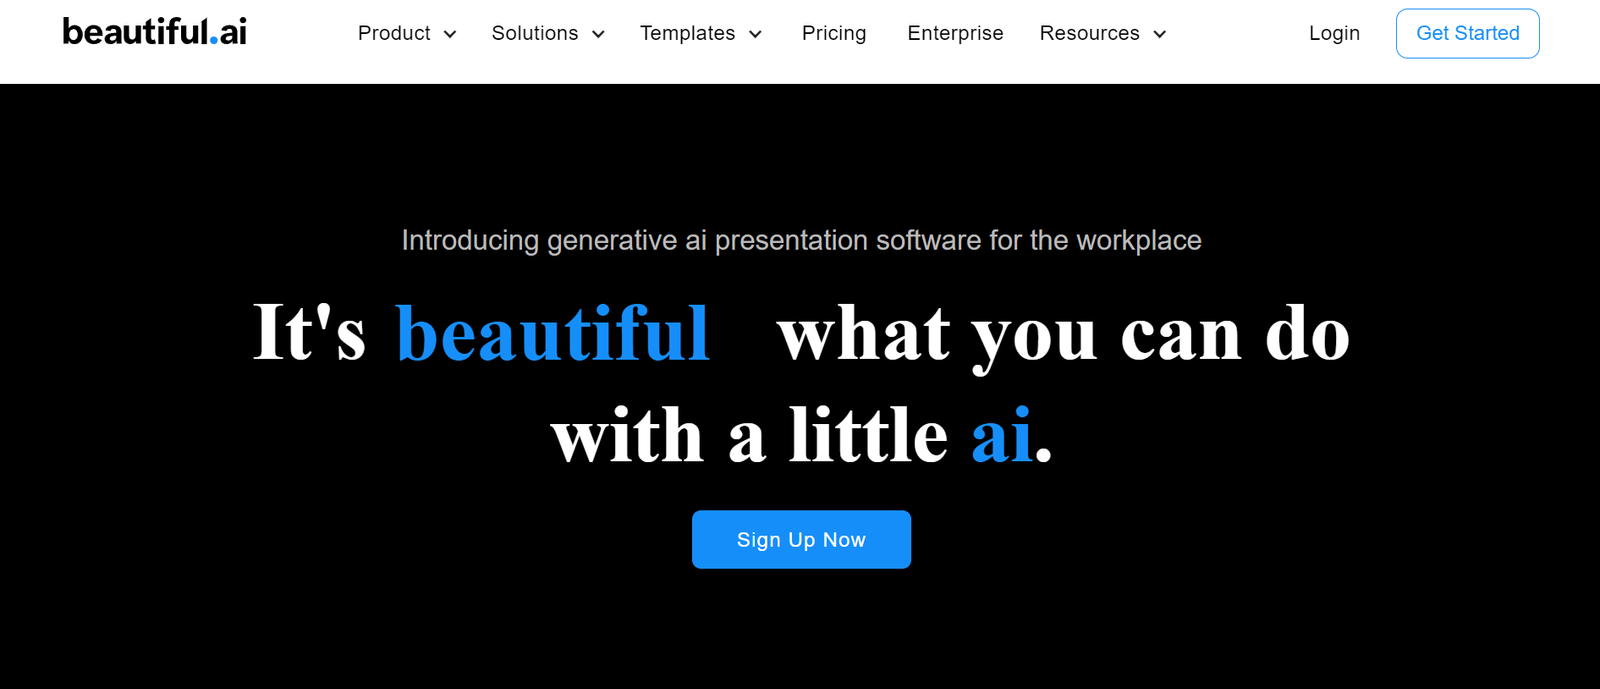 beautiful.ai
Product
Solutions
Templates
Pricing
Enterprise
Resources
Login
Get Started
Introducing generative ai presentation software for the workplace
It's beautiful what you can do
with a little ai.
Sign Up Now